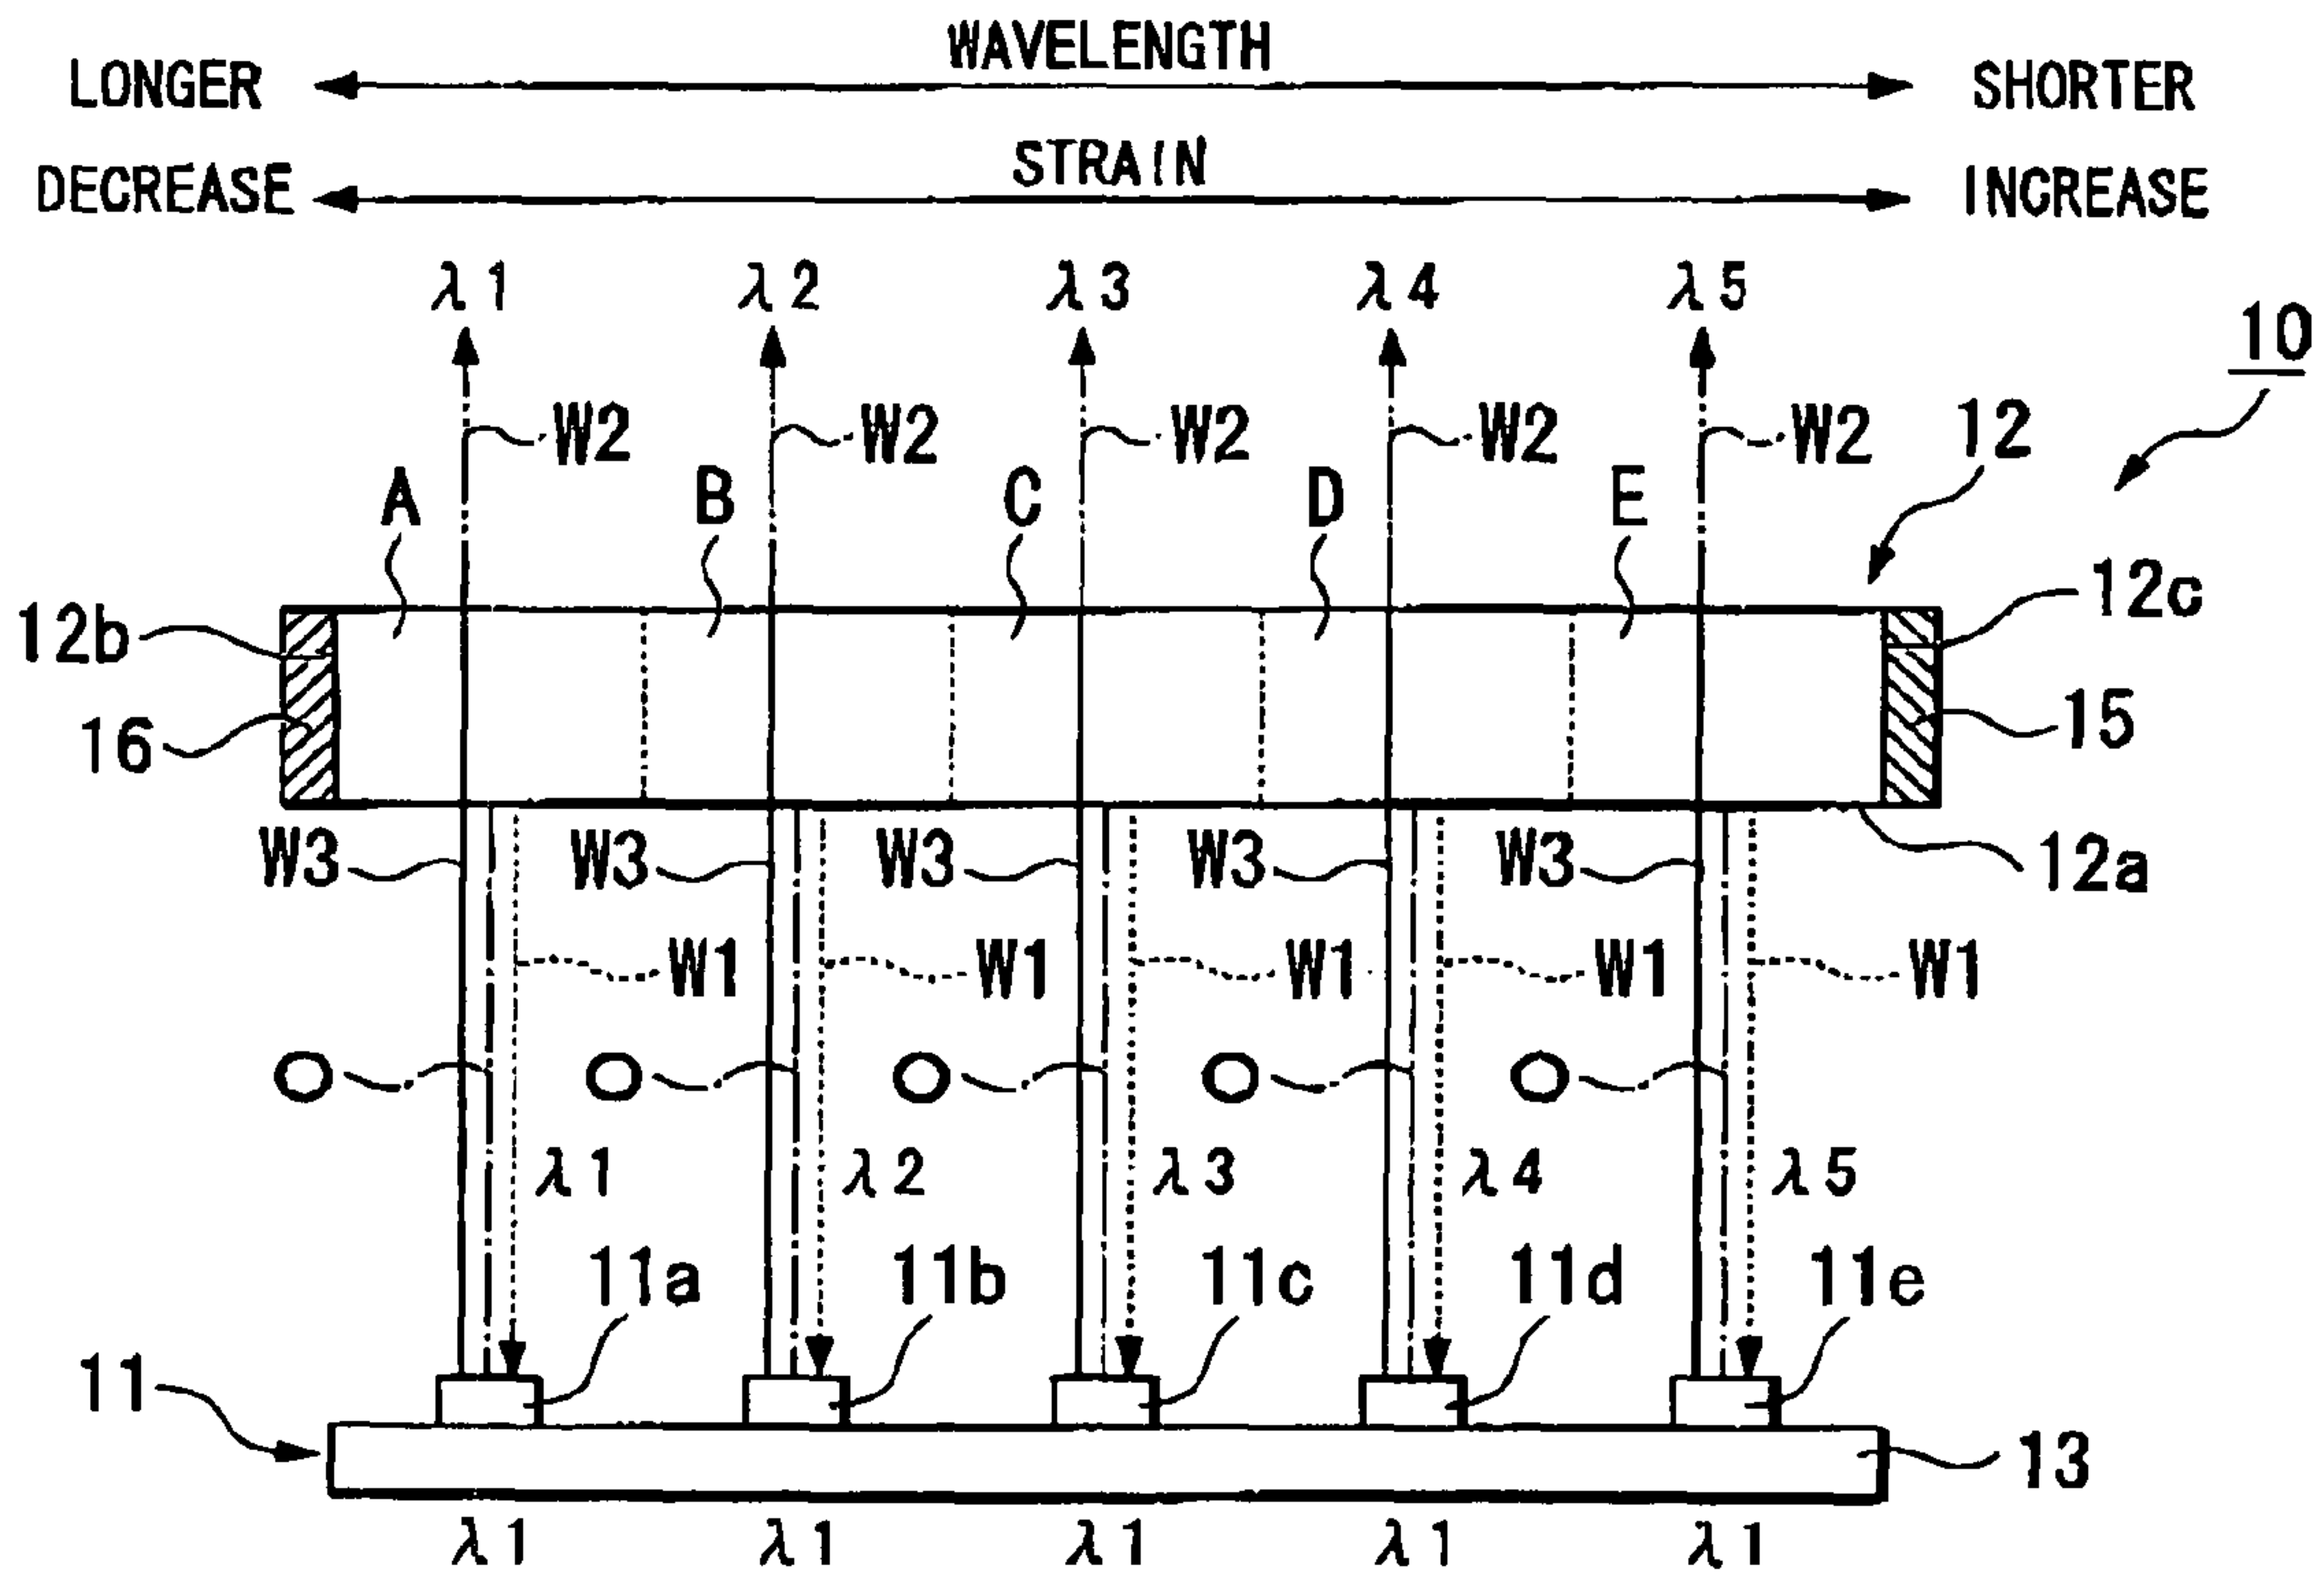 WAVELENGTH
LONGER SHORTER
STRAIN
DECREASE INCREASE
λ1 λ2 λ3 λ4 λ5
10
W2 W2 W2 W2 W2 12
A B C D E
12b 12c
16 15
W3 W3 W3 W3 W3 12a
W1 W1 W1 W1 W1
O O O O O
λ1 λ2 λ3 λ4 λ5
11a 11b 11c 11d 11e
11
13
λ1 λ1 λ1 λ1 λ1